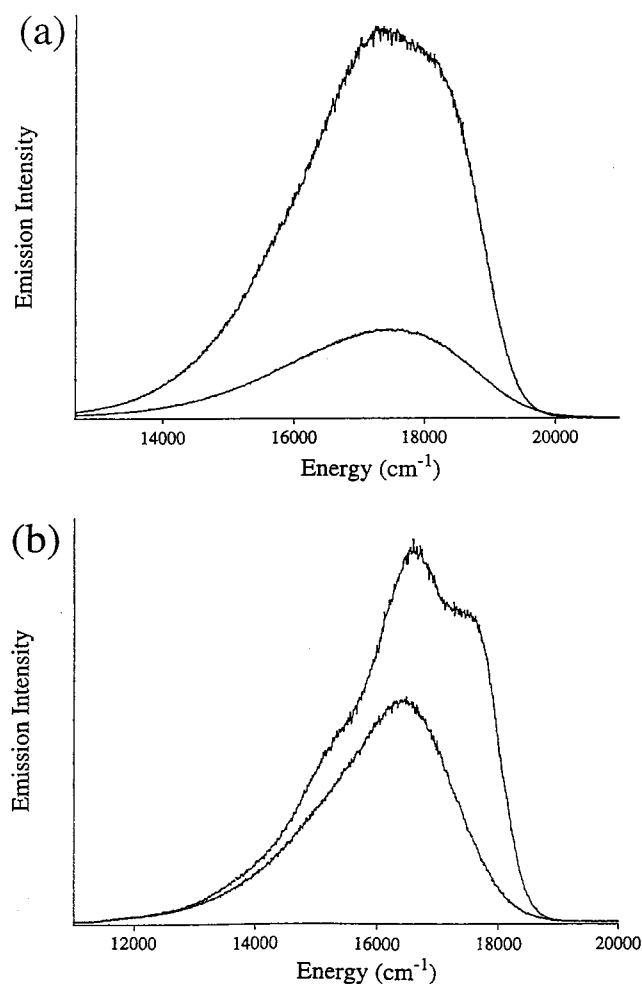 (a)
Emission Intensity
14000 16000 18000 20000
Energy (cm⁻¹)
(b)
Emission Intensity
12000 14000 16000 18000 20000
Energy (cm⁻¹)